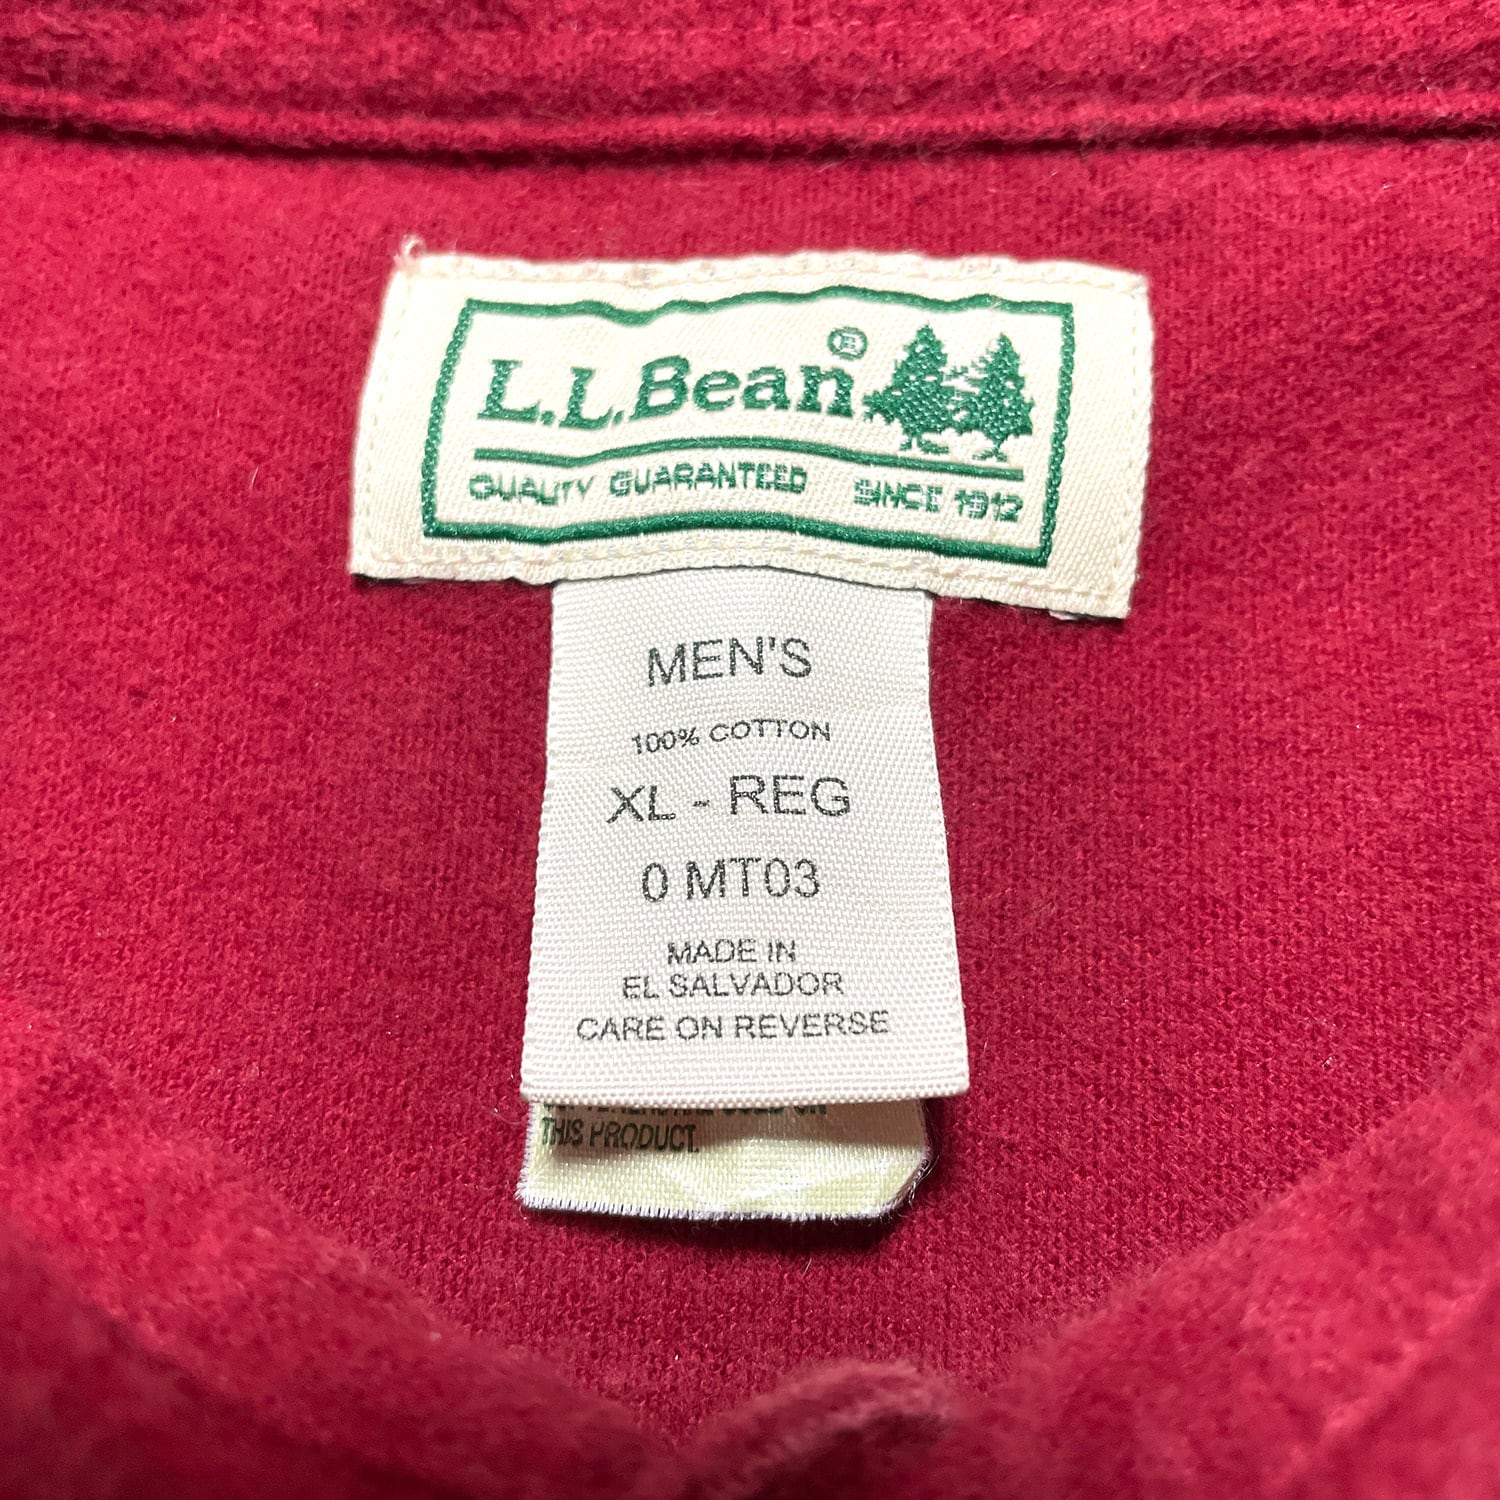 L.L.Bean®
QUALITY GUARANTEED SINCE 1912
MEN'S
100% COTTON
XL - REG
0 MT03
MADE IN
EL SALVADOR
CARE ON REVERSE
THIS PRODUCT.